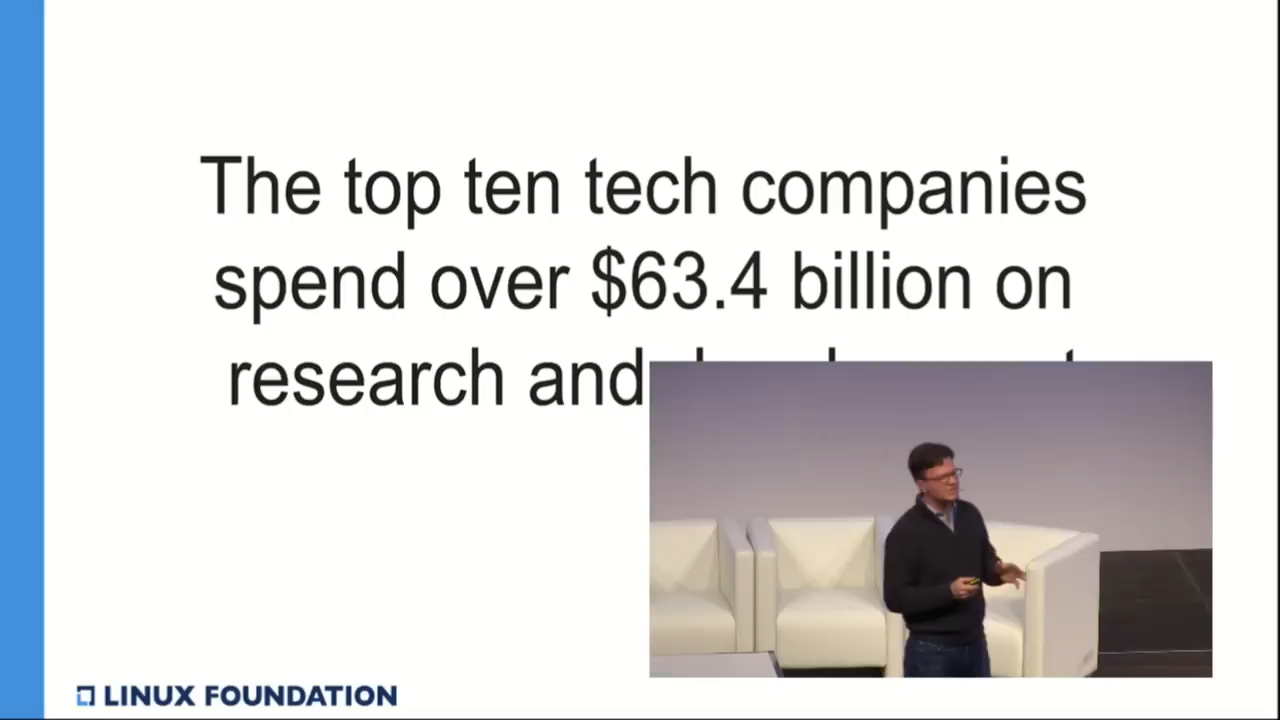 The top ten tech companies
spend over $63.4 billion on
research and
LINUX FOUNDATION